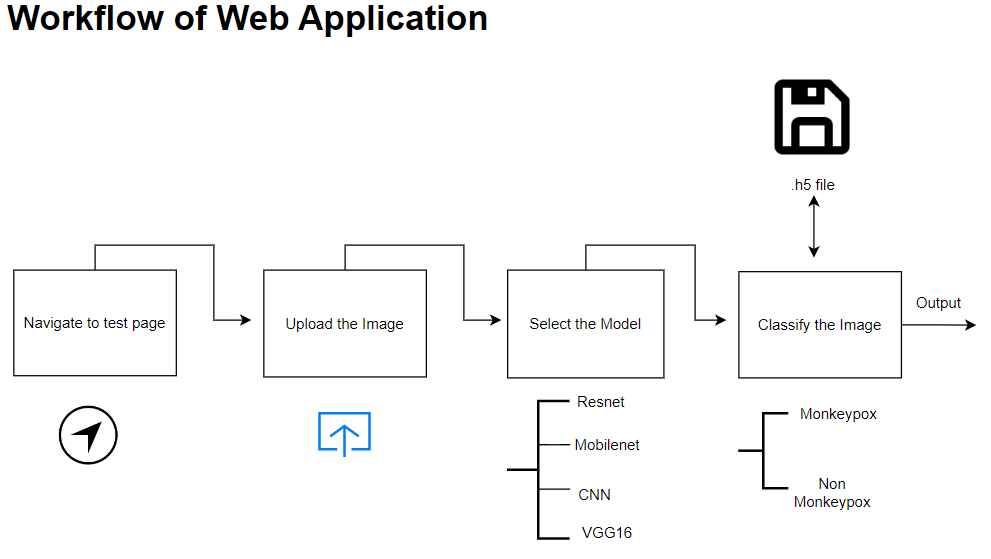 Workflow of Web Application
.h5 file
Navigate to test page
Upload the Image
Select the Model
Classify the Image
Output
Resnet
Mobilenet
CNN
VGG16
Monkeypox
Non
Monkeypox